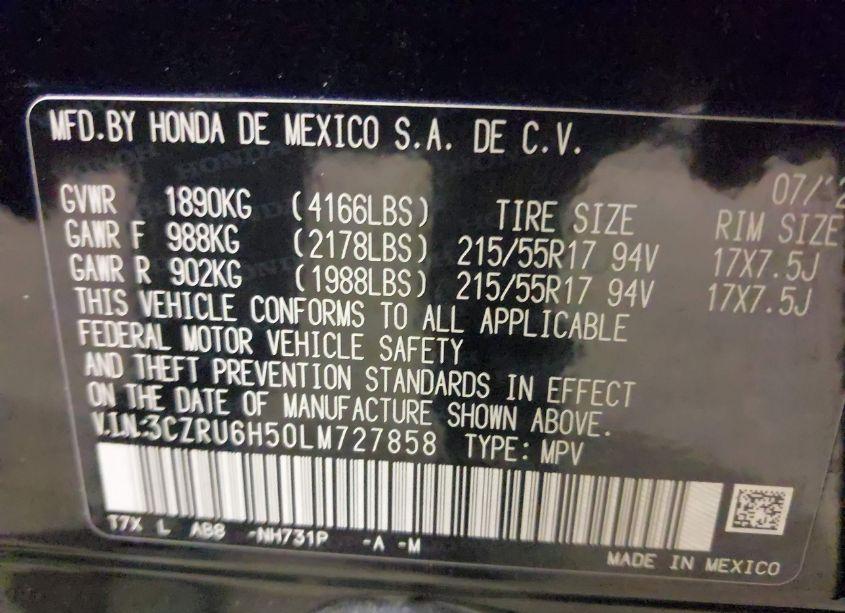 MFD.BY HONDA DE MEXICO S.A. DE C.V.
07/'2
GVWR 1890KG (4166LBS) TIRE SIZE RIM SIZE
GAWR F 988KG (2178LBS) 215/55R17 94V 17X7.5J
GAWR R 902KG (1988LBS) 215/55R17 94V 17X7.5J
THIS VEHICLE CONFORMS TO ALL APPLICABLE
FEDERAL MOTOR VEHICLE SAFETY
AND THEFT PREVENTION STANDARDS IN EFFECT
ON THE DATE OF MANUFACTURE SHOWN ABOVE.
V.I.N:3CZRU6H50LM727858 TYPE: MPV
T7X L AB8 -NH731P -A -M
MADE IN MEXICO